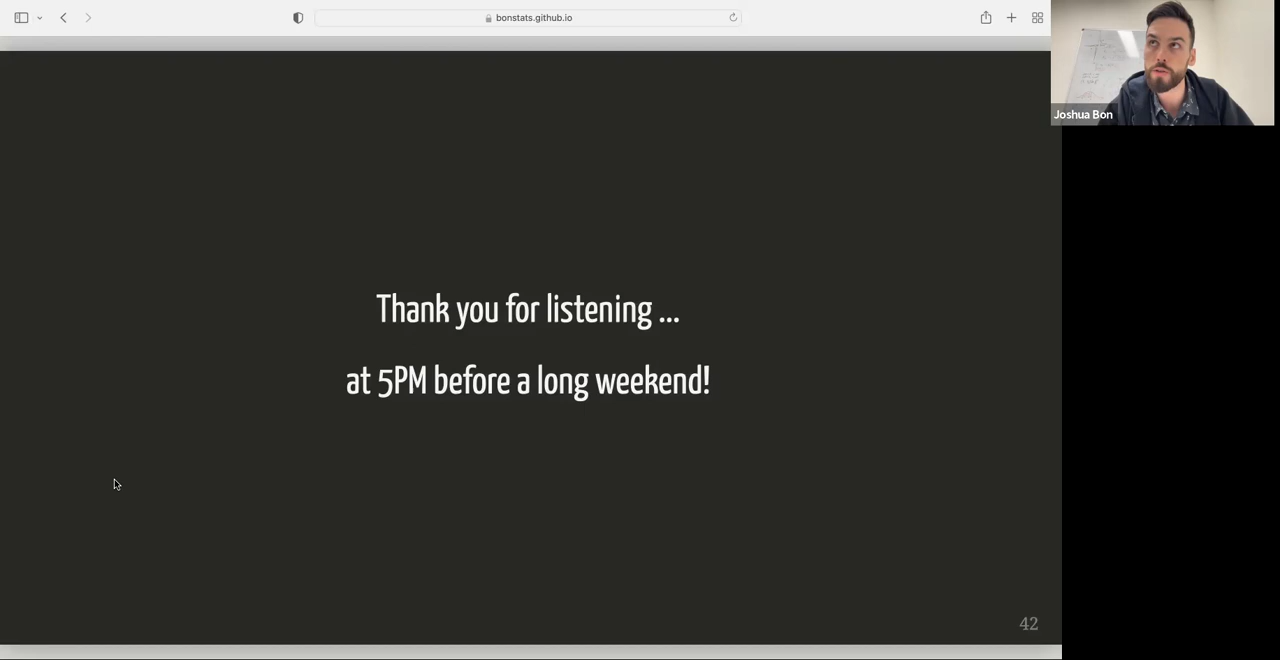 bonstats.github.io
Joshua Bon
Thank you for listening ...
at 5PM before a long weekend!
42